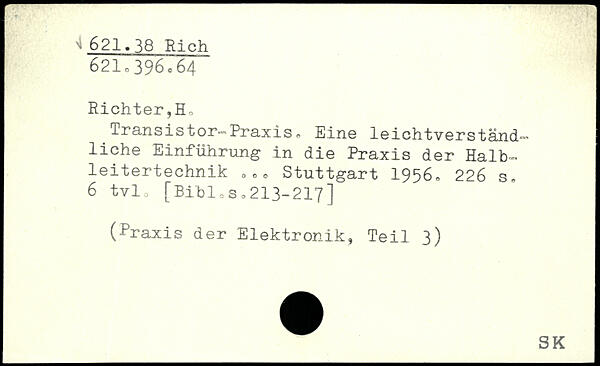 621.38 Rich
621.396.64
Richter,H.
Transistor-Praxis. Eine leichtverständ-
liche Einführung in die Praxis der Halb-
leitertechnik ... Stuttgart 1956. 226 s.
6 tvl. [Bibl.s.213-217]
(Praxis der Elektronik, Teil 3)
SK